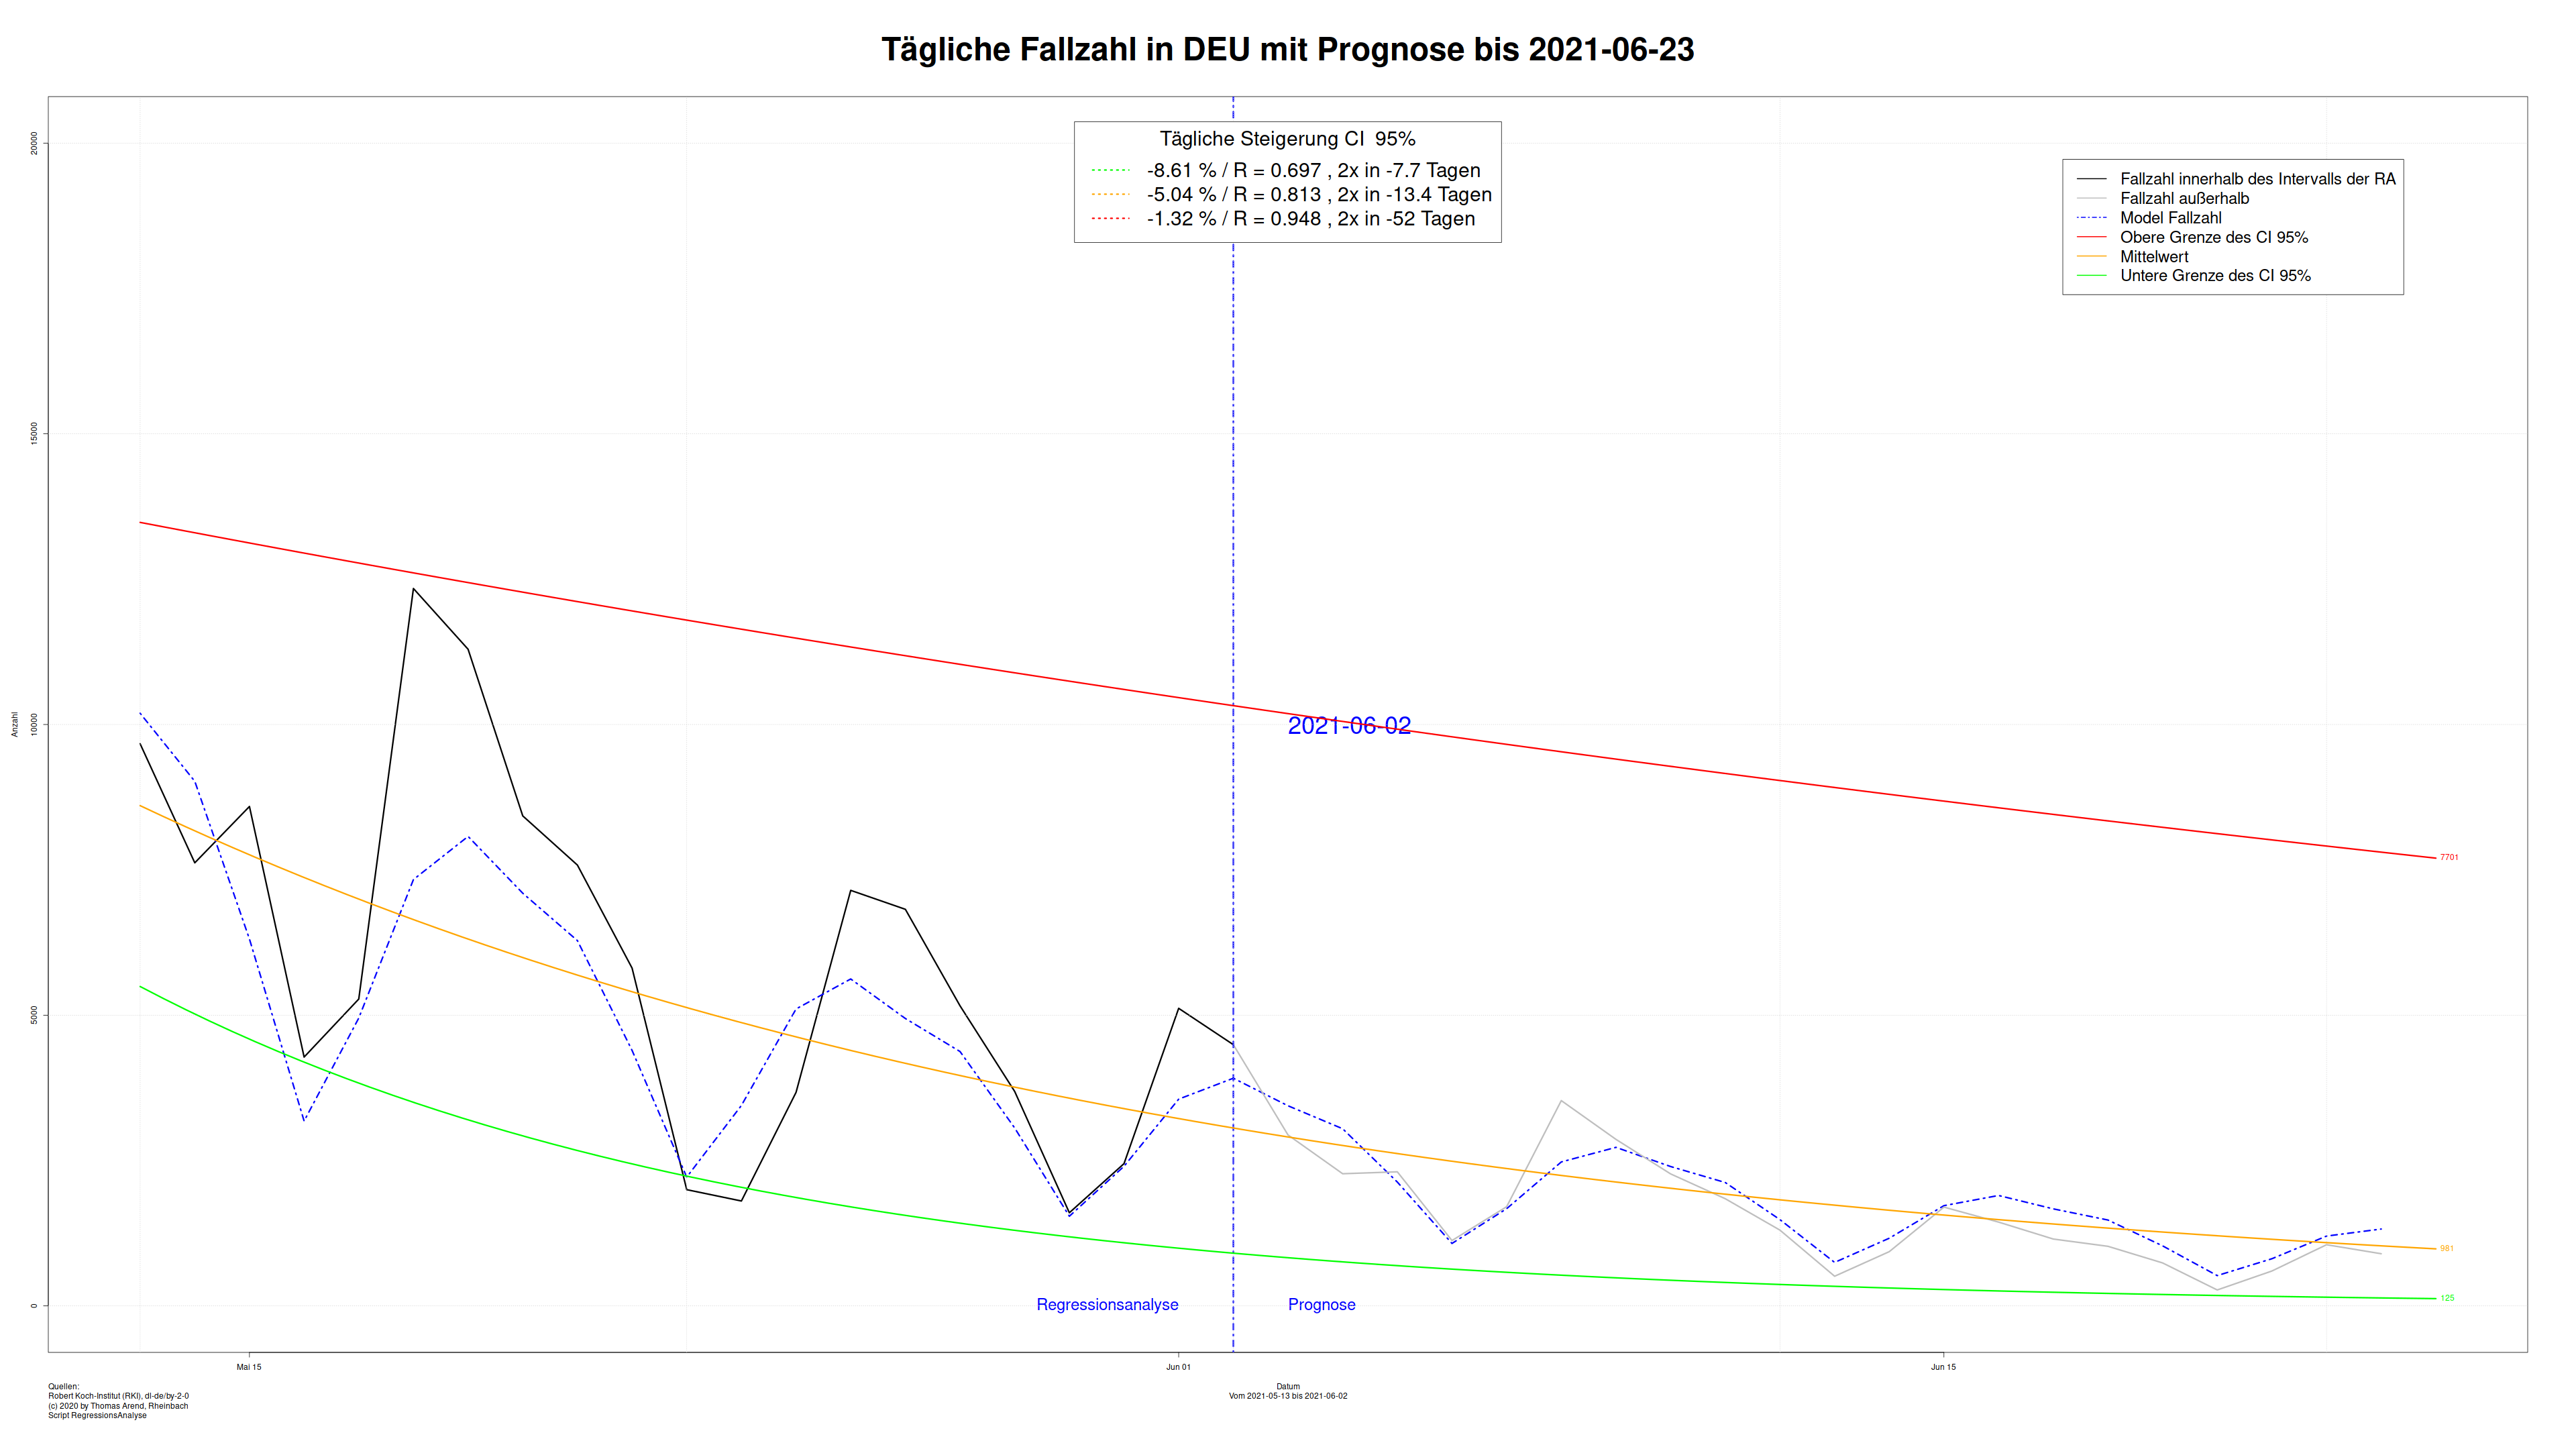 Tägliche Fallzahl in DEU mit Prognose bis 2021-06-23
Tägliche Steigerung CI  95%
-8.61 % / R = 0.697 , 2x in -7.7 Tagen
-5.04 % / R = 0.813 , 2x in -13.4 Tagen
-1.32 % / R = 0.948 , 2x in -52 Tagen
Fallzahl innerhalb des Intervalls der RA
Fallzahl außerhalb
Model Fallzahl
Obere Grenze des CI 95%
Mittelwert
Untere Grenze des CI 95%
20000
15000
10000
5000
0
Anzahl
2021-06-02
7701
981
125
Regressionsanalyse
Prognose
Mai 15
Jun 01
Jun 15
Datum
Vom 2021-05-13 bis 2021-06-02
Quellen:
Robert Koch-Institut (RKI), dl-de/by-2-0
(c) 2020 by Thomas Arend, Rheinbach
Script RegressionsAnalyse